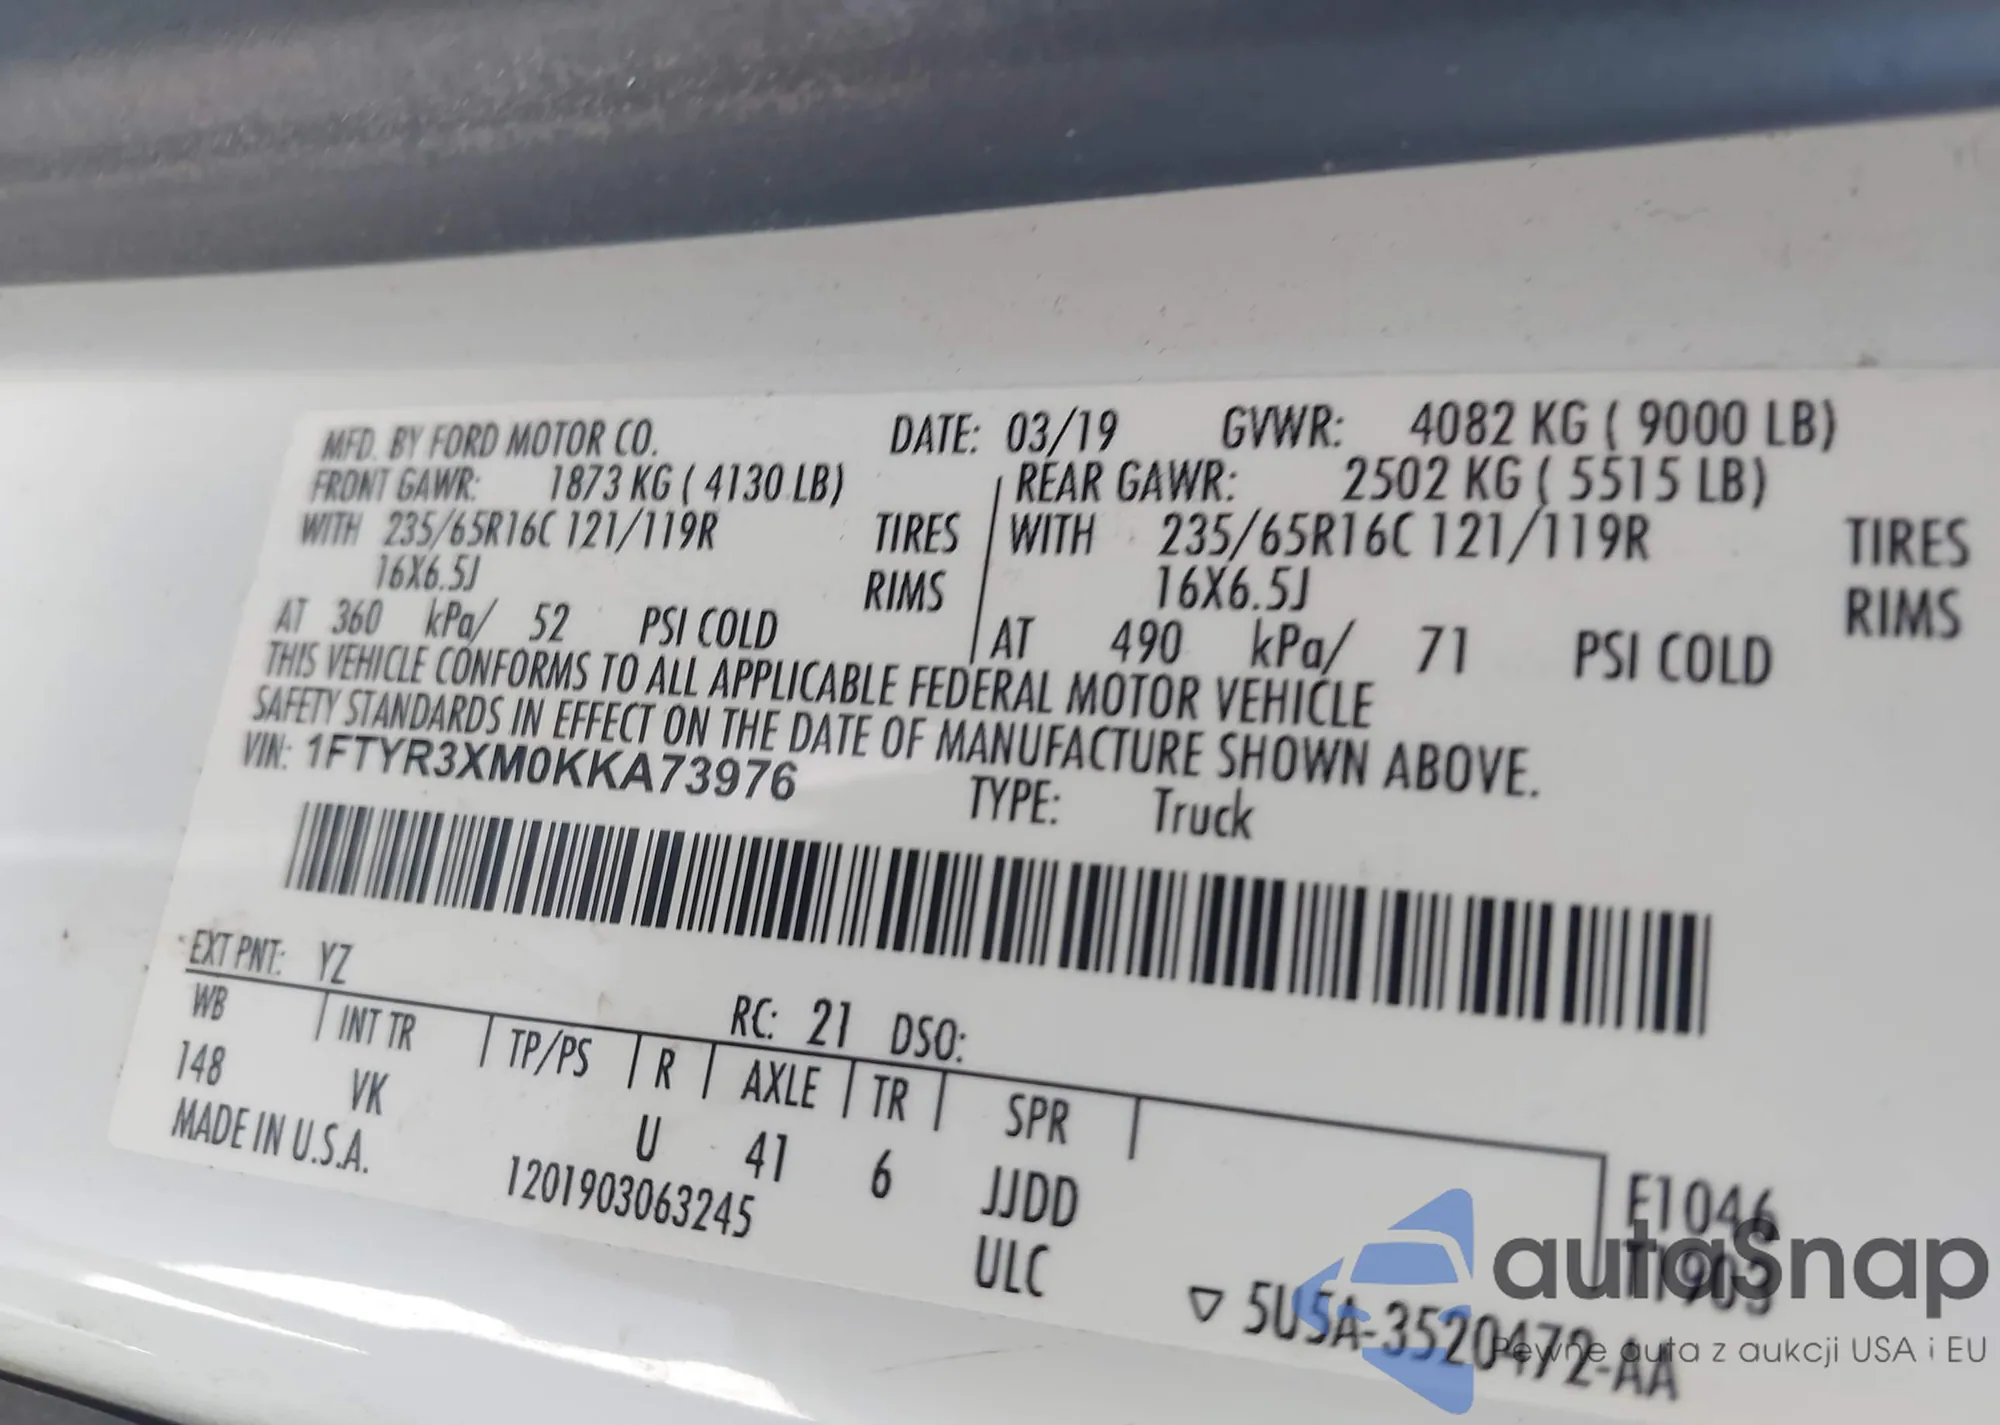 MFD. BY FORD MOTOR CO. DATE: 03/19 GVWR: 4082 KG ( 9000 LB)
FRONT GAWR: 1873 KG ( 4130 LB) REAR GAWR: 2502 KG ( 5515 LB)
WITH 235/65R16C 121/119R TIRES WITH 235/65R16C 121/119R TIRES
16X6.5J RIMS 16X6.5J RIMS
AT 360 kPa/ 52 PSI COLD AT 490 kPa/ 71 PSI COLD
THIS VEHICLE CONFORMS TO ALL APPLICABLE FEDERAL MOTOR VEHICLE
SAFETY STANDARDS IN EFFECT ON THE DATE OF MANUFACTURE SHOWN ABOVE.
VIN: 1FTYR3XM0KKA73976 TYPE: Truck
EXT PNT: YZ RC: 21 DSO:
WB INT TR TP/PS R AXLE TR SPR
148 VK U 41 6 JJDD E1046
MADE IN U.S.A. 1201903063245 ULC T1903
▽ 5U5A-3520472-AA
autaSnap
Pewne auta z aukcji USA i EU